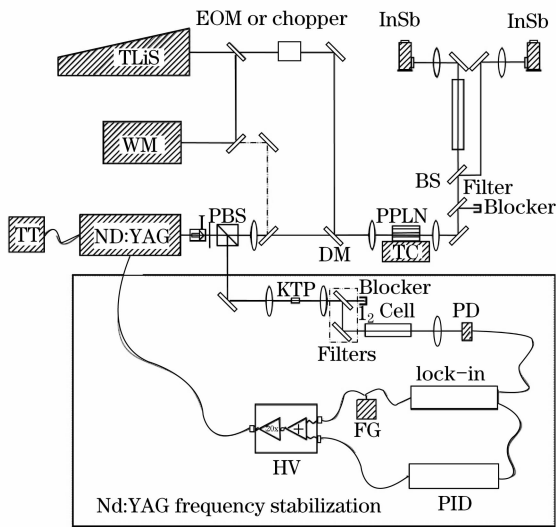 EOM or chopper
InSb
InSb
TLiS
WM
BS
Filter
Blocker
I
PBS
PPLN
TT
ND:YAG
DM
TC
KTP
Blocker
I₂ Cell
PD
Filters
lock-in
20x
+
FG
HV
PID
Nd:YAG frequency stabilization